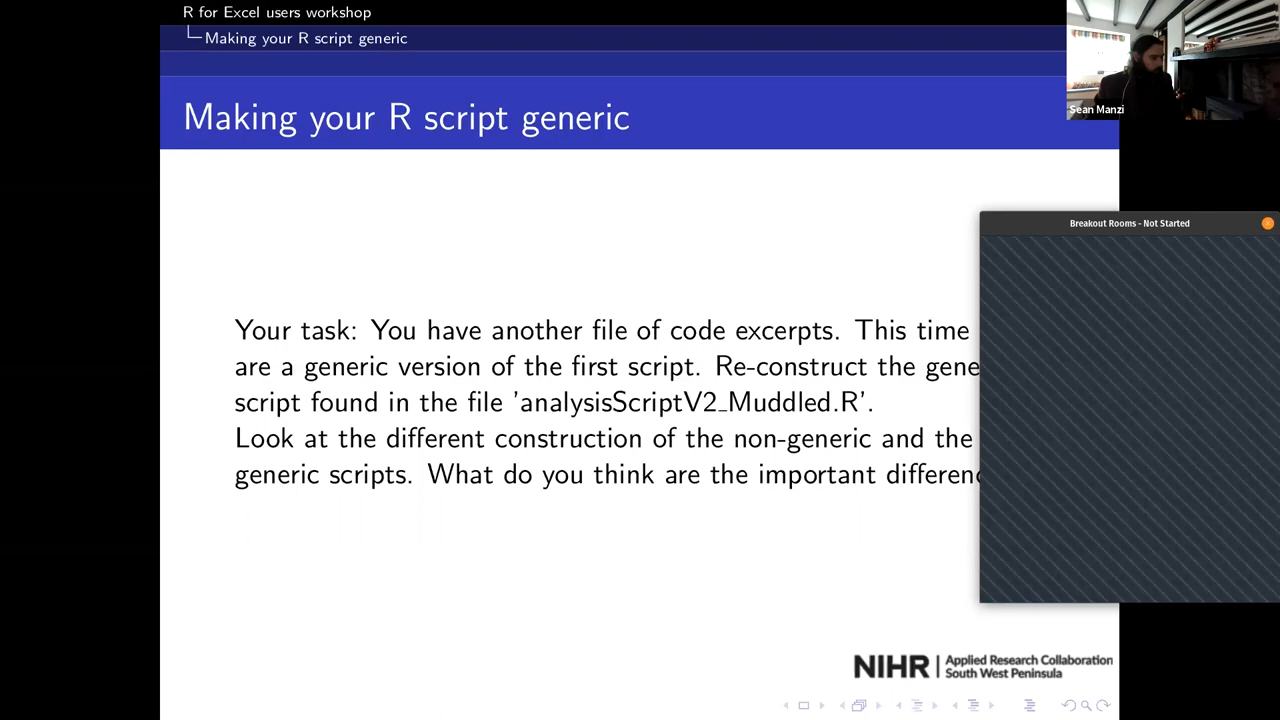 R for Excel users workshop
Making your R script generic
Making your R script generic
Sean Manzi
Breakout Rooms - Not Started
Your task: You have another file of code excerpts. This time
are a generic version of the first script. Re-construct the gene
script found in the file 'analysisScriptV2_Muddled.R'.
Look at the different construction of the non-generic and the
generic scripts. What do you think are the important differenc
NIHR | Applied Research Collaboration
South West Peninsula